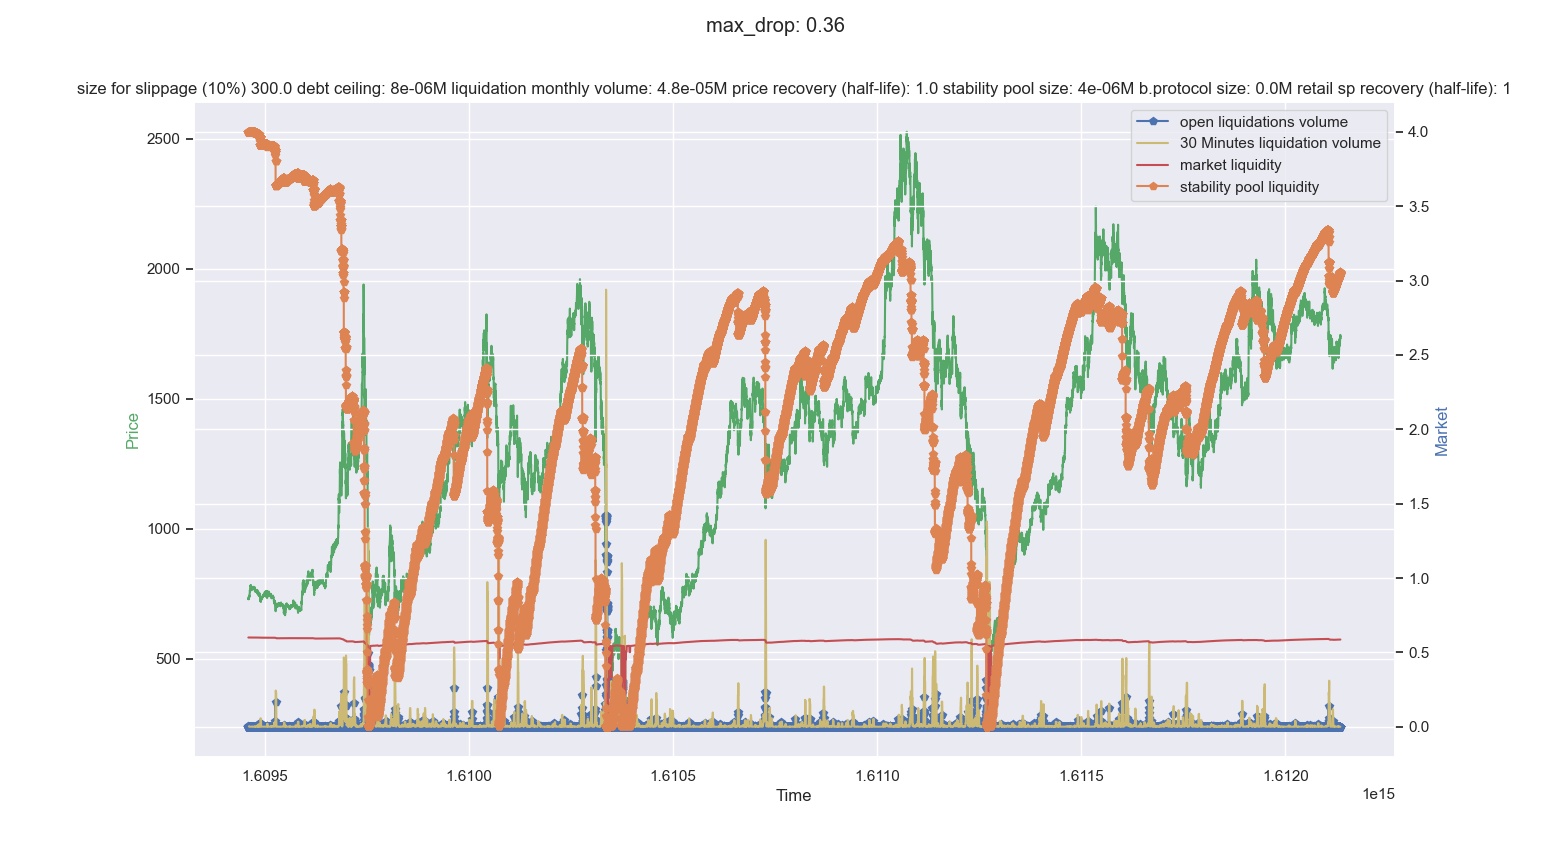 max_drop: 0.36
size for slippage (10%) 300.0 debt ceiling: 8e-06M liquidation monthly volume: 4.8e-05M price recovery (half-life): 1.0 stability pool size: 4e-06M b.protocol size: 0.0M retail sp recovery (half-life): 1
open liquidations volume
30 Minutes liquidation volume
market liquidity
stability pool liquidity
2500
2000
1500
1000
500
Price
4.0
3.5
3.0
2.5
2.0
1.5
1.0
0.5
0.0
Market
1.6095 1.6100 1.6105 1.6110 1.6115 1.6120
Time
1e15